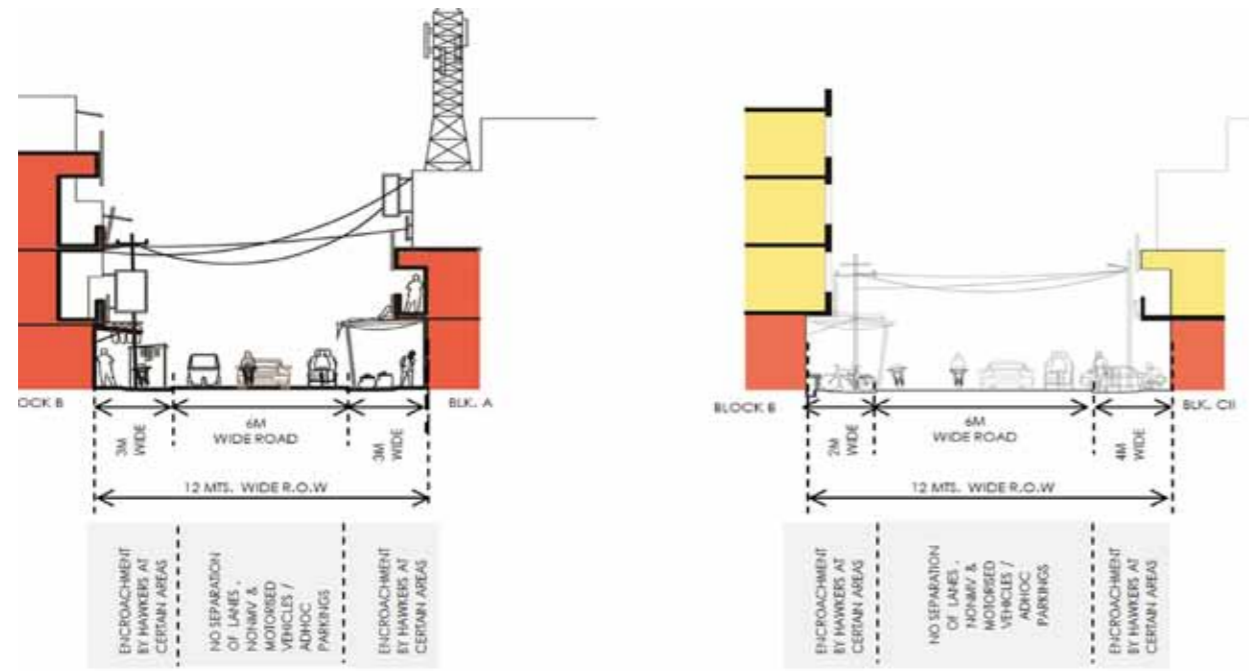 OCK B
BLK. A
6M
WIDE ROAD
3M
WIDE
3M
WIDE
12 MTS. WIDE R.O.W
ENCROACHMENT
BY HAWKERS AT
CERTAIN AREAS
NO SEPARATION
OF LANES ,
NONMV &
MOTORISED
VEHICLES /
ADHOC
PARKINGS
ENCROACHMENT
BY HAWKERS AT
CERTAIN AREAS
BLOCK B
BLK. CII
6M
WIDE ROAD
2M
WIDE
4M
WIDE
12 MTS. WIDE R.O.W
ENCROACHMENT
BY HAWKERS AT
CERTAIN AREAS
NO SEPARATION
OF LANES ,
NONMV &
MOTORISED
VEHICLES /
ADHOC
PARKINGS
ENCROACHMENT
BY HAWKERS AT
CERTAIN AREAS